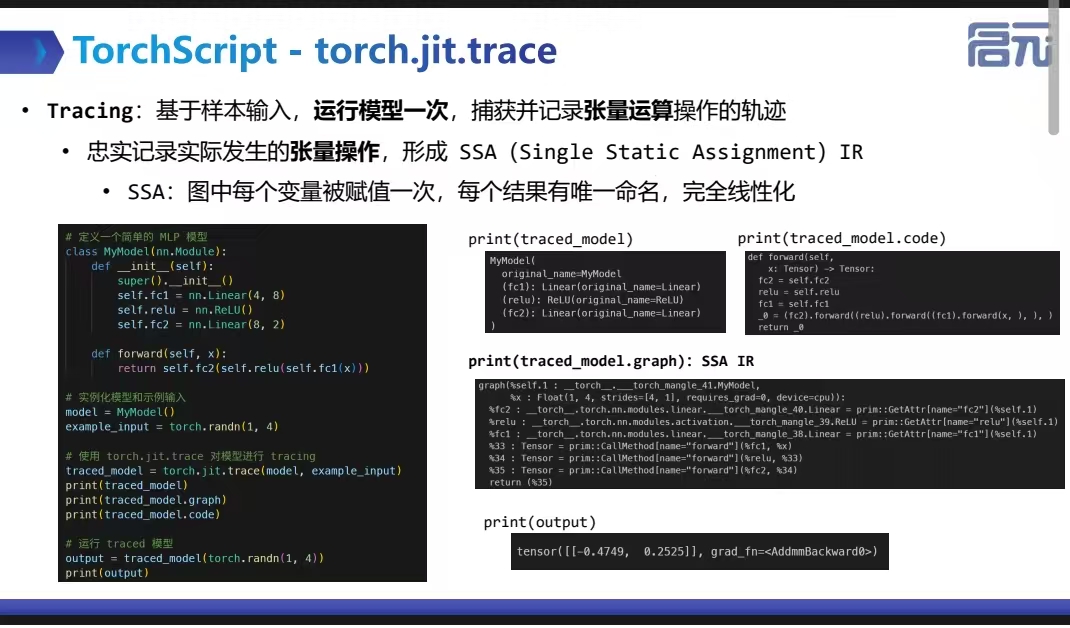 TorchScript - torch.jit.trace
启元
• Tracing：基于样本输入，运行模型一次，捕获并记录张量运算操作的轨迹
• 忠实记录实际发生的张量操作，形成 SSA（Single Static Assignment）IR
• SSA：图中每个变量被赋值一次，每个结果有唯一命名，完全线性化
# 定义一个简单的 MLP 模型
class MyModel(nn.Module):
def __init__(self):
super().__init__()
self.fc1 = nn.Linear(4, 8)
self.relu = nn.ReLU()
self.fc2 = nn.Linear(8, 2)
def forward(self, x):
return self.fc2(self.relu(self.fc1(x)))
# 实例化模型和示例输入
model = MyModel()
example_input = torch.randn(1, 4)
# 使用 torch.jit.trace 对模型进行 tracing
traced_model = torch.jit.trace(model, example_input)
print(traced_model)
print(traced_model.graph)
print(traced_model.code)
# 运行 traced 模型
output = traced_model(torch.randn(1, 4))
print(output)
print(traced_model)
MyModel(
original_name=MyModel
(fc1): Linear(original_name=Linear)
(relu): ReLU(original_name=ReLU)
(fc2): Linear(original_name=Linear)
)
print(traced_model.code)
def forward(self,
x: Tensor) -> Tensor:
fc2 = self.fc2
relu = self.relu
fc1 = self.fc1
_0 = (fc2).forward((relu).forward((fc1).forward(x, ), ), )
return _0
print(traced_model.graph)：SSA IR
graph(%self.1 : __torch__.___torch_mangle_41.MyModel,
%x : Float(1, 4, strides=[4, 1], requires_grad=0, device=cpu)):
%fc2 : __torch__.torch.nn.modules.linear.___torch_mangle_40.Linear = prim::GetAttr[name="fc2"](%self.1)
%relu : __torch__.torch.nn.modules.activation.___torch_mangle_39.ReLU = prim::GetAttr[name="relu"](%self.1)
%fc1 : __torch__.torch.nn.modules.linear.___torch_mangle_38.Linear = prim::GetAttr[name="fc1"](%self.1)
%33 : Tensor = prim::CallMethod[name="forward"](%fc1, %x)
%34 : Tensor = prim::CallMethod[name="forward"](%relu, %33)
%35 : Tensor = prim::CallMethod[name="forward"](%fc2, %34)
return (%35)
print(output)
tensor([[-0.4749,  0.2525]], grad_fn=<AddmmBackward0>)